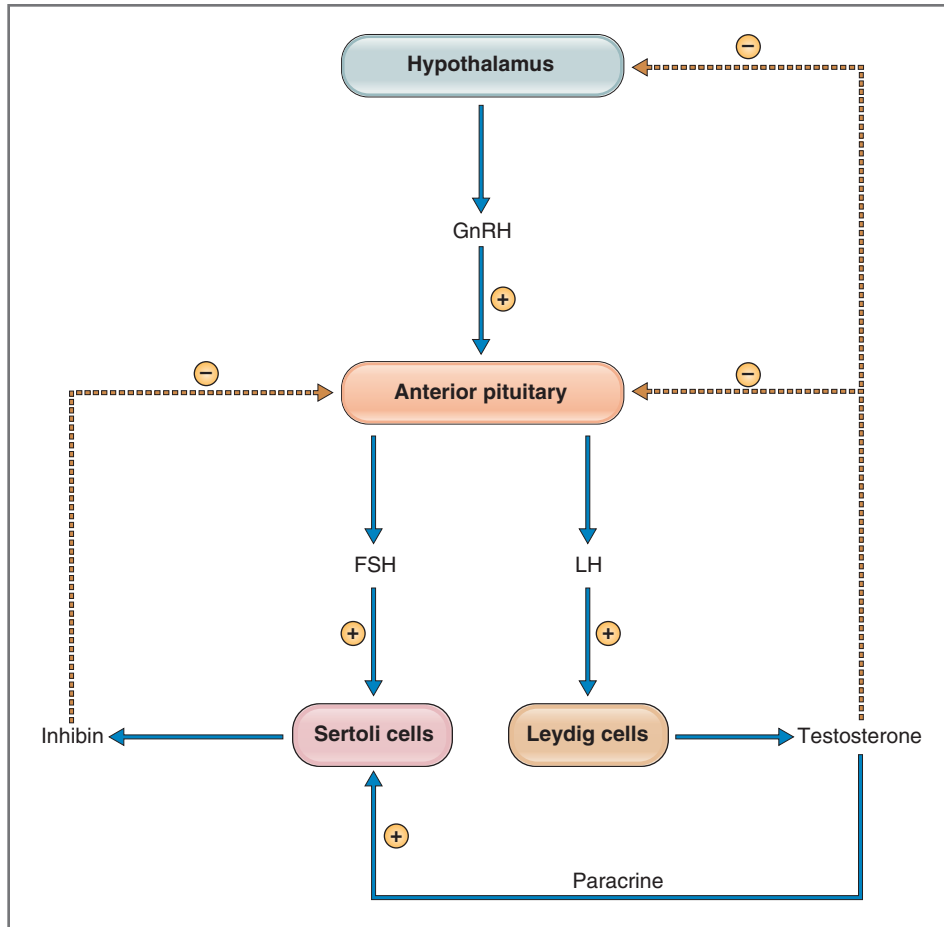 Hypothalamus
−
GnRH
+
−
−
Anterior pituitary
FSH
LH
+
+
Inhibin
Sertoli cells
Leydig cells
Testosterone
+
Paracrine